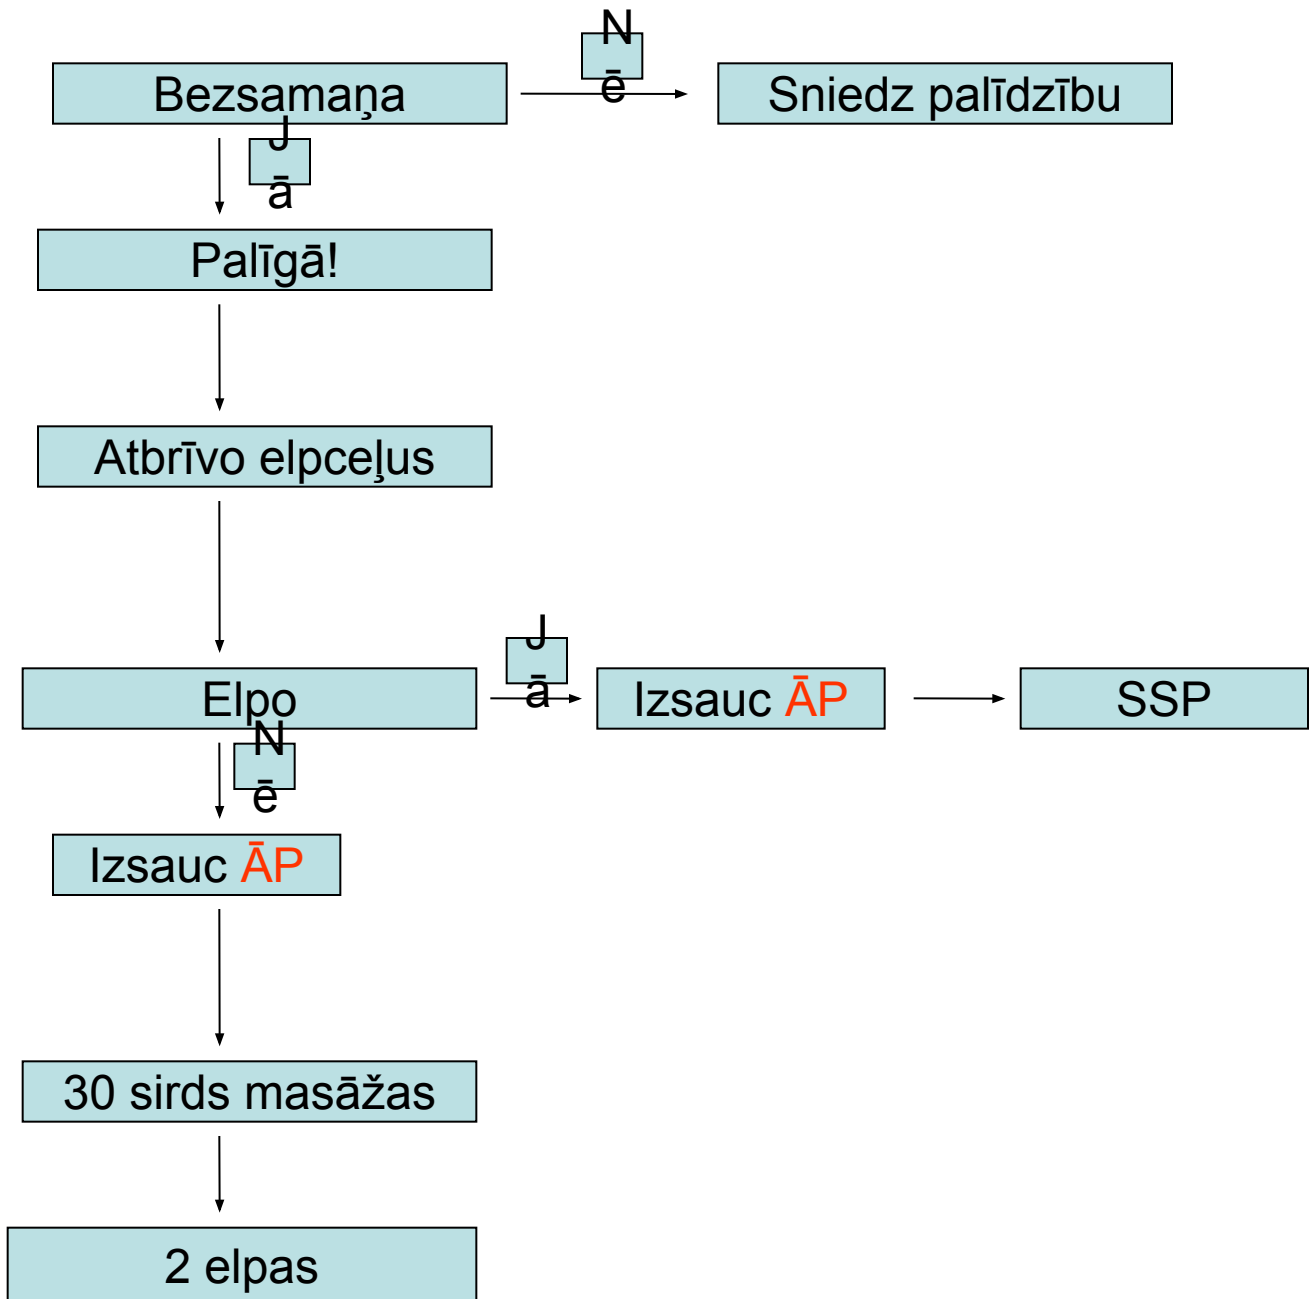 Nē
Bezsamaņa
Sniedz palīdzību
Jā
Palīgā!
Atbrīvo elpceļus
Jā
Elpo
Izsauc ĀP
SSP
Nē
Izsauc ĀP
30 sirds masāžas
2 elpas